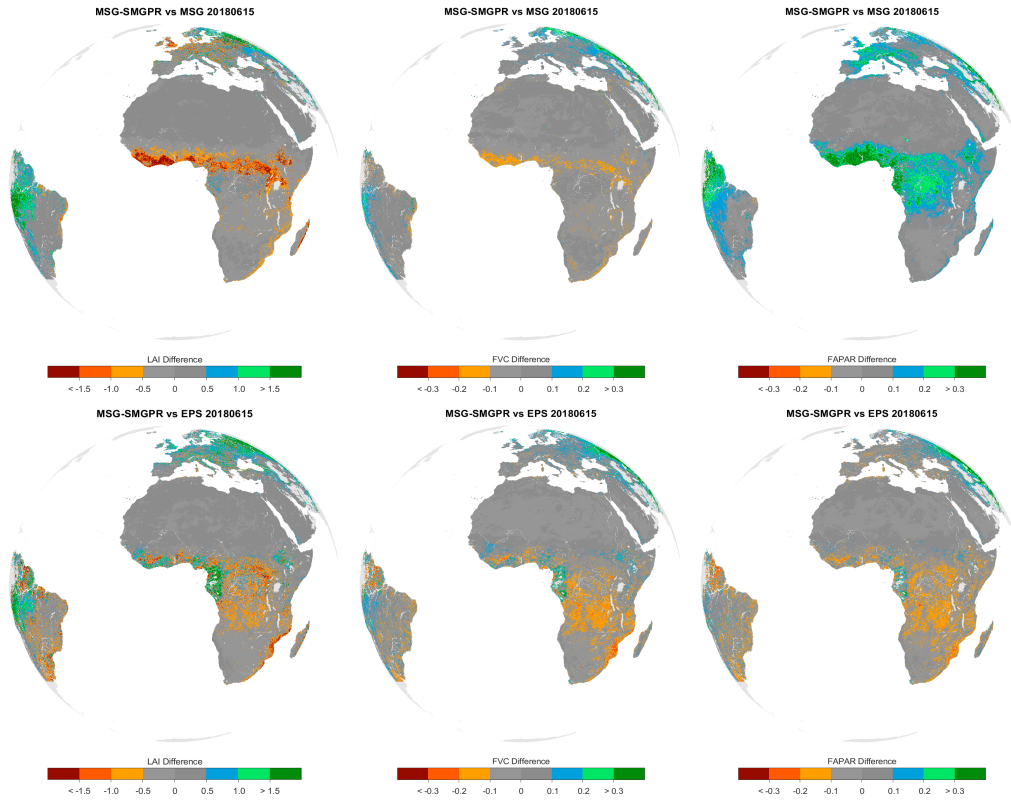 MSG-SMGPR vs MSG 20180615
MSG-SMGPR vs MSG 20180615
MSG-SMGPR vs MSG 20180615
LAI Difference
< -1.5 -1.0 -0.5 0 0.5 1.0 > 1.5
FVC Difference
< -0.3 -0.2 -0.1 0 0.1 0.2 > 0.3
FAPAR Difference
< -0.3 -0.2 -0.1 0 0.1 0.2 > 0.3
MSG-SMGPR vs EPS 20180615
MSG-SMGPR vs EPS 20180615
MSG-SMGPR vs EPS 20180615
LAI Difference
< -1.5 -1.0 -0.5 0 0.5 1.0 > 1.5
FVC Difference
< -0.3 -0.2 -0.1 0 0.1 0.2 > 0.3
FAPAR Difference
< -0.3 -0.2 -0.1 0 0.1 0.2 > 0.3